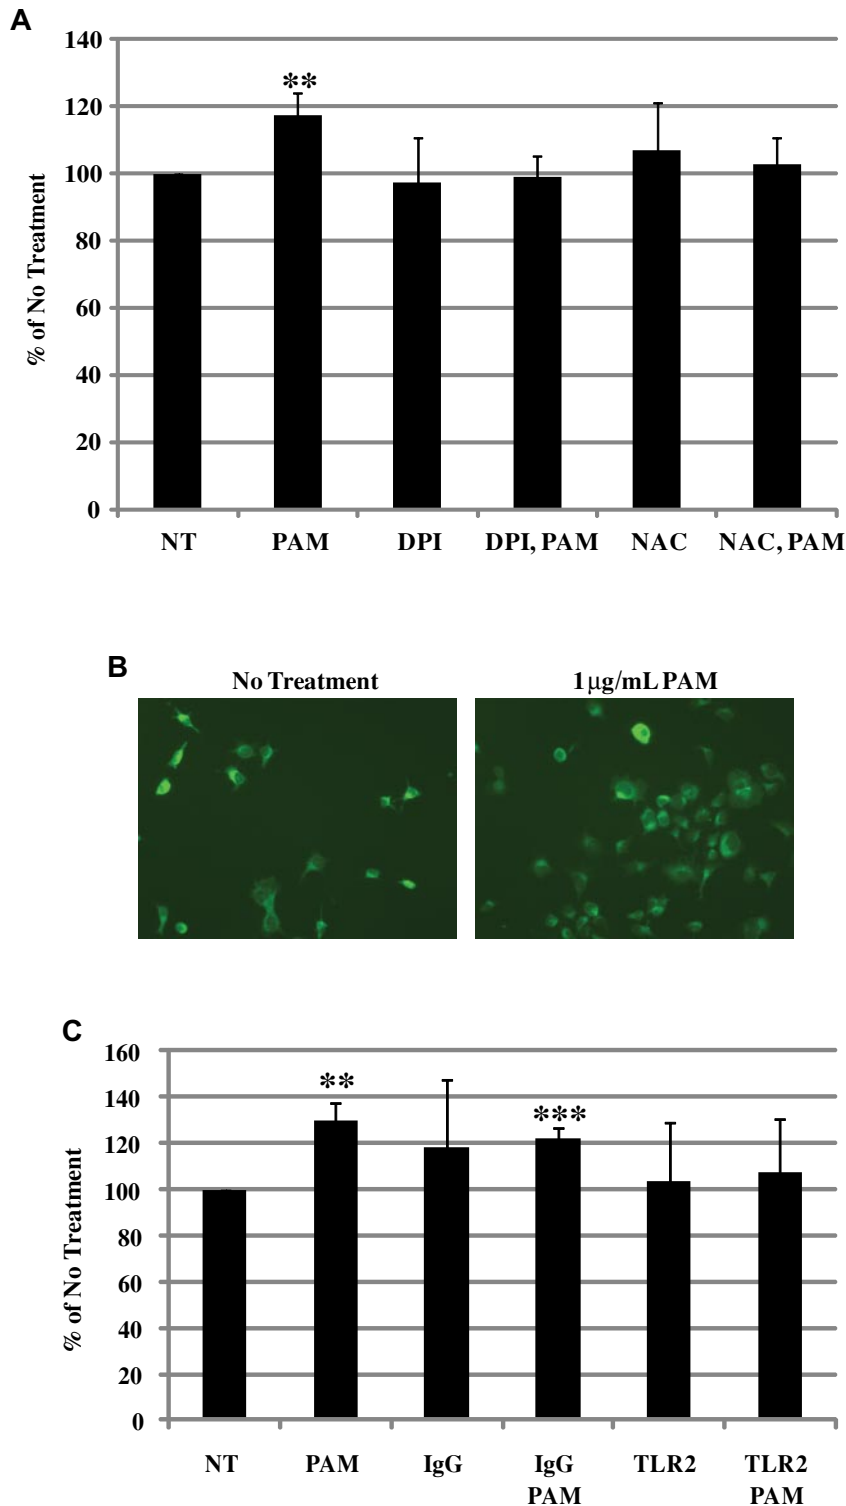 A
140
**
120
100
80
60
40
20
0
% of No Treatment
NT PAM DPI DPI, PAM NAC NAC, PAM
B
No Treatment 1μg/mL PAM
C
160
140
120
100
80
60
40
20
0
** ***
% of No Treatment
NT PAM IgG IgG TLR2 TLR2
PAM PAM